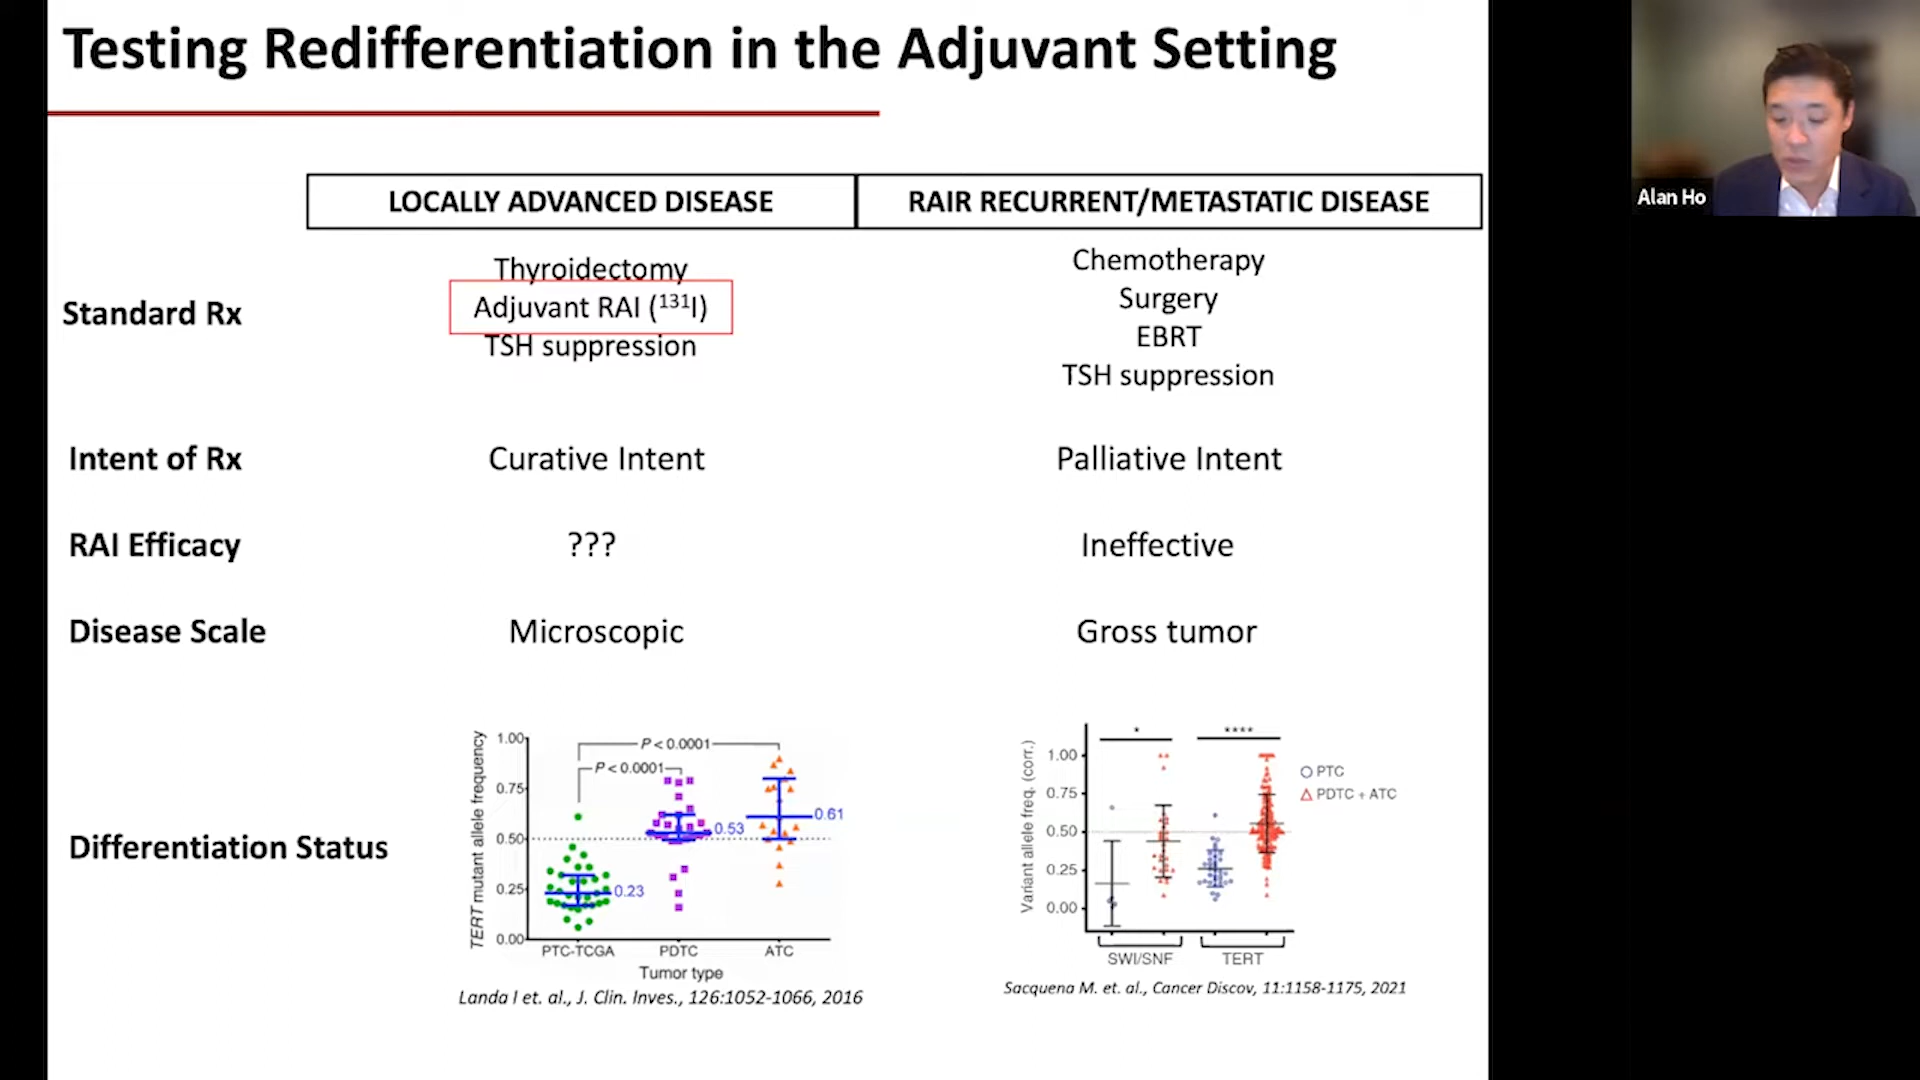 Testing Redifferentiation in the Adjuvant Setting
Alan Ho
LOCALLY ADVANCED DISEASE
RAIR RECURRENT/METASTATIC DISEASE
Standard Rx
Thyroidectomy
Adjuvant RAI (¹³¹I)
TSH suppression
Chemotherapy
Surgery
EBRT
TSH suppression
Intent of Rx
Curative Intent
Palliative Intent
RAI Efficacy
???
Ineffective
Disease Scale
Microscopic
Gross tumor
Differentiation Status
TERT mutant allele frequency
1.00
0.75
0.50
0.25
0.00
P < 0.0001
P < 0.0001
0.23
0.53
0.61
PTC-TCGA
PDTC
ATC
Tumor type
Landa I et. al., J. Clin. Inves., 126:1052-1066, 2016
Variant allele freq. (corr.)
1.00
0.75
0.50
0.25
0.00
*
****
PTC
PDTC + ATC
SWI/SNF
TERT
Sacquena M. et. al., Cancer Discov, 11:1158-1175, 2021